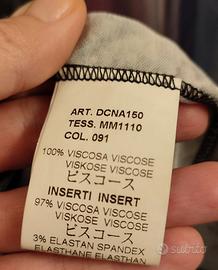 ART. DCNA150
TESS. MM1110
COL. 091
100% VISCOSA VISCOSE
VISKOSE VISCOSE
ビスコース
INSERTI INSERT
97% VISCOSA VISCOSE
VISKOSE VISCOSE
ビスコース
3% ELASTAN SPANDEX
ELASTHANE ELASTHAN
subito